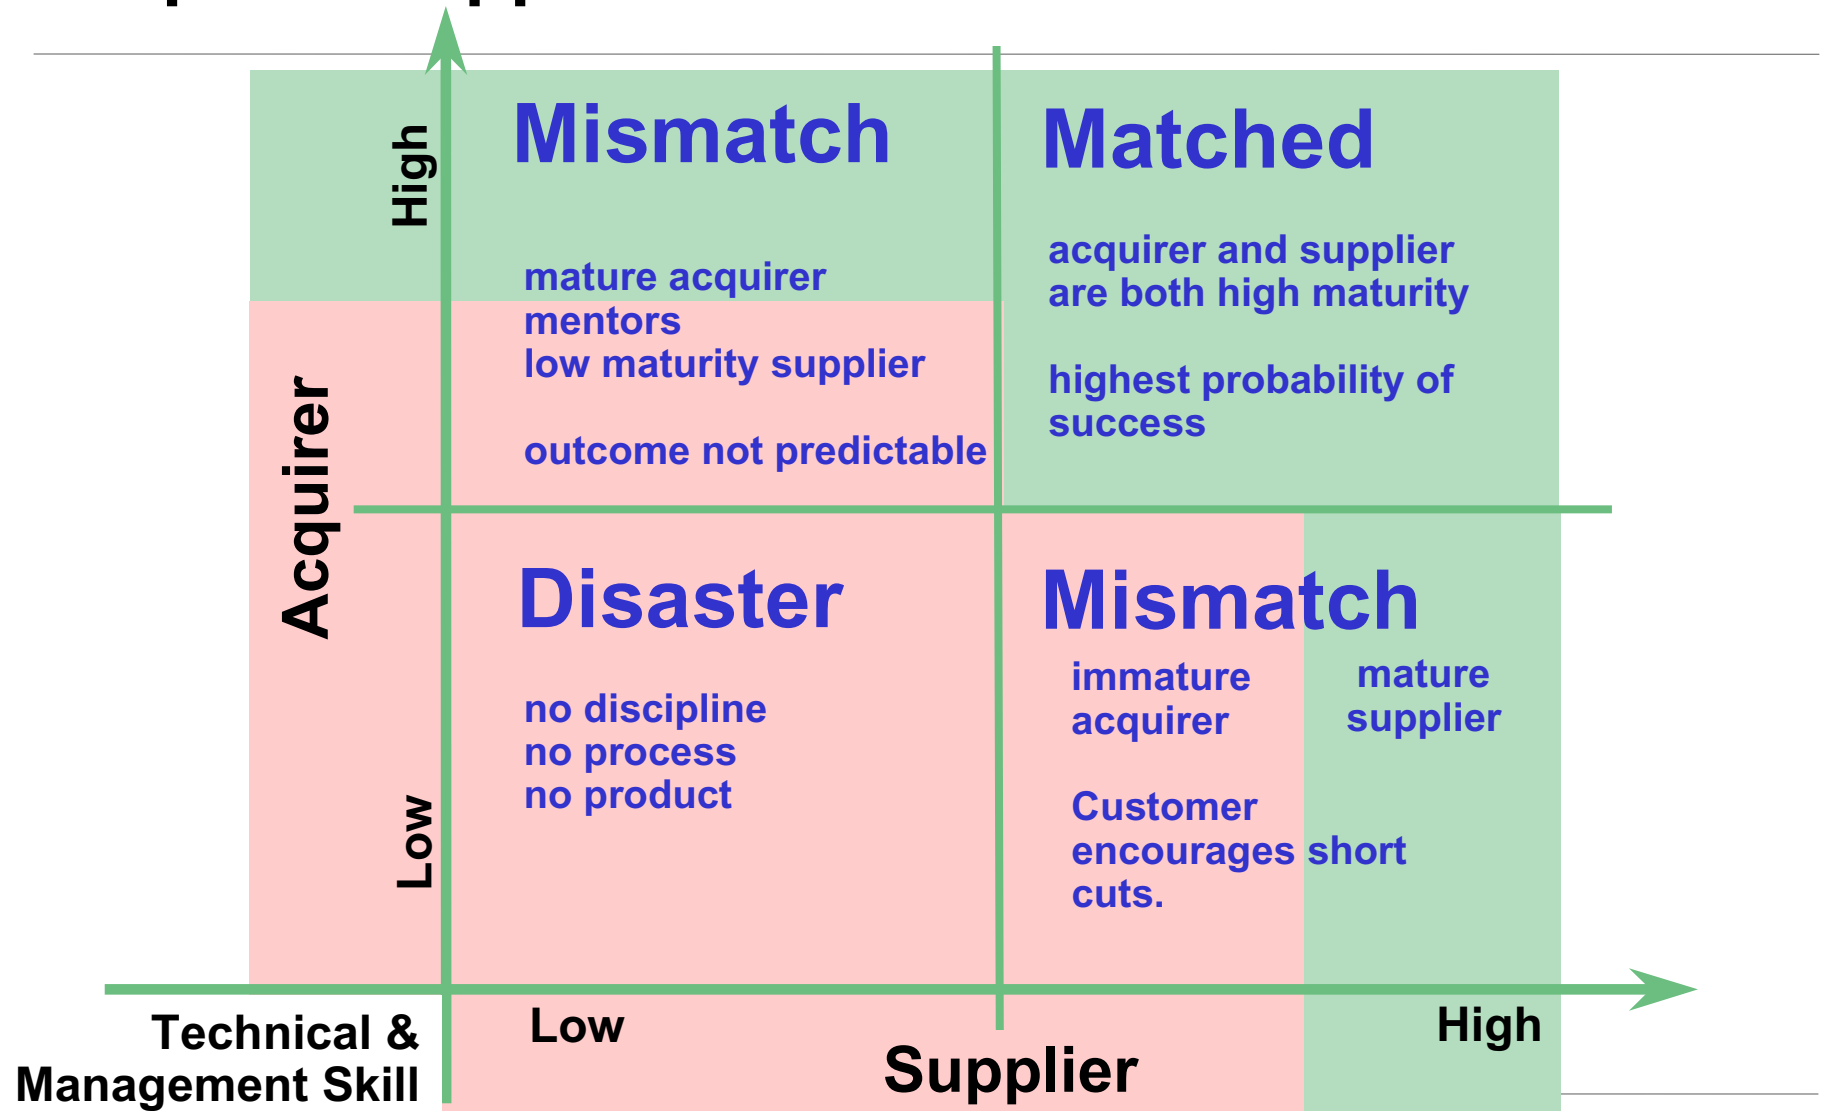 High
Mismatch
mature acquirer
mentors
low maturity supplier
outcome not predictable
Matched
acquirer and supplier
are both high maturity
highest probability of
success
Acquirer
Disaster
no discipline
no process
no product
Mismatch
immature
acquirer
mature
supplier
Customer
encourages short
cuts.
Low
Technical &
Management Skill
Low
Supplier
High